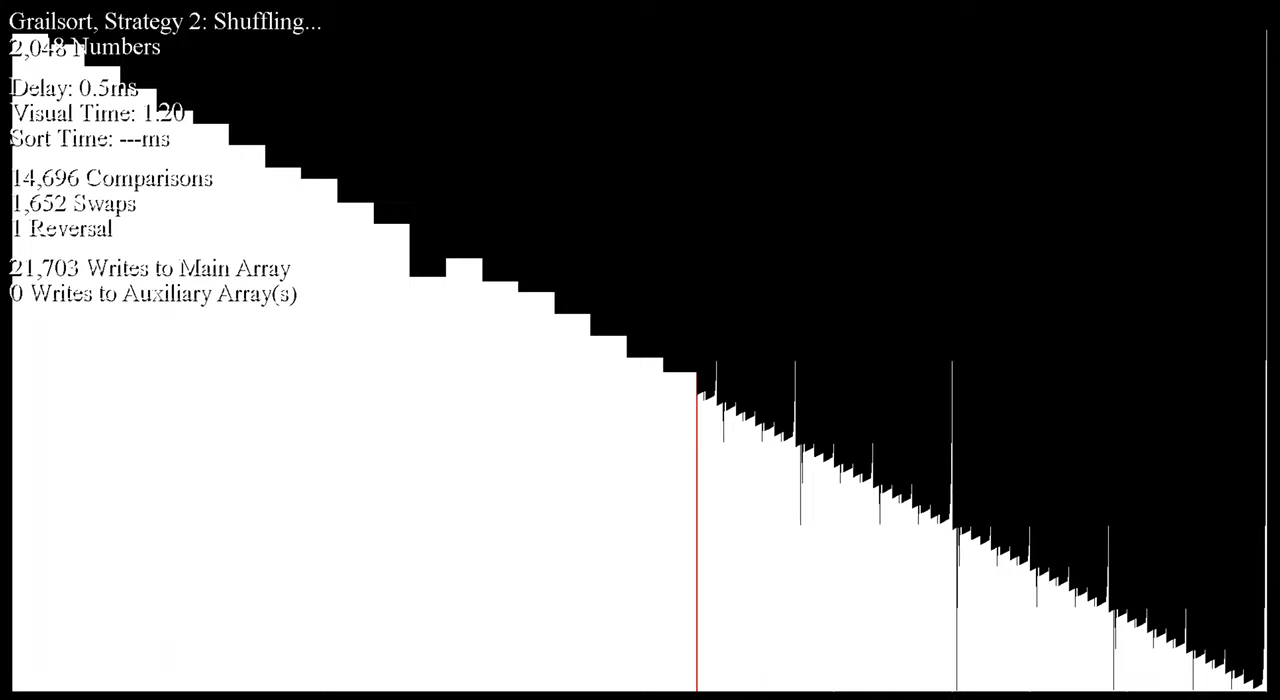 Grailsort, Strategy 2: Shuffling...
2,048 Numbers
Delay: 0.5ms
Visual Time: 1:20
Sort Time: ---ms
14,696 Comparisons
1,652 Swaps
1 Reversal
21,703 Writes to Main Array
0 Writes to Auxiliary Array(s)